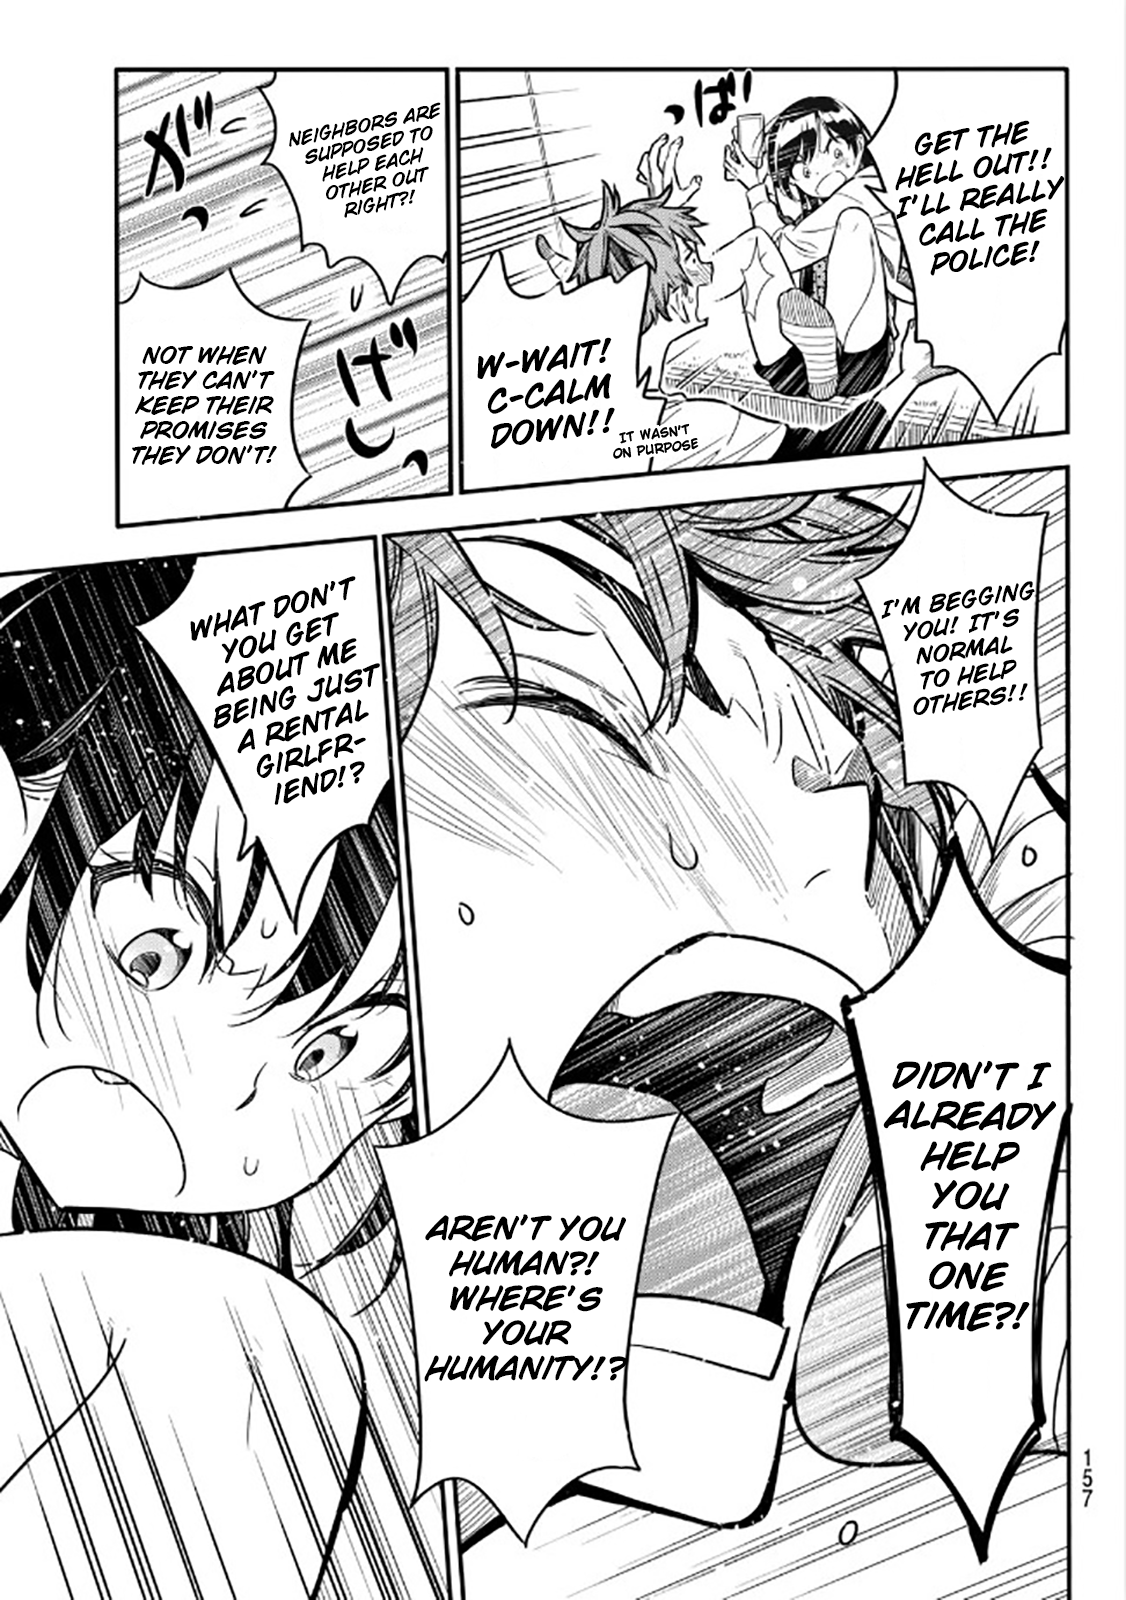 GET THE
HELL OUT!!
I'LL REALLY
CALL THE
POLICE!
っばい
W-WAIT!
C-CALM
DOWN!!
IT WASN'T
ON PURPOSE
NEIGHBORS ARE
SUPPOSED TO
HELP EACH
OTHER OUT
RIGHT?!
NOT WHEN
THEY CAN'T
KEEP THEIR
PROMISES
THEY DON'T!
I'M BEGGING
YOU! IT'S
NORMAL
TO HELP
OTHERS!!
DIDN'T I
ALREADY
HELP
YOU
THAT
ONE
TIME?!
WHAT DON'T
YOU GET
ABOUT ME
BEING JUST
A RENTAL
GIRLFR-
IEND!?
AREN'T YOU
HUMAN?!
WHERE'S
YOUR
HUMANITY!?
157